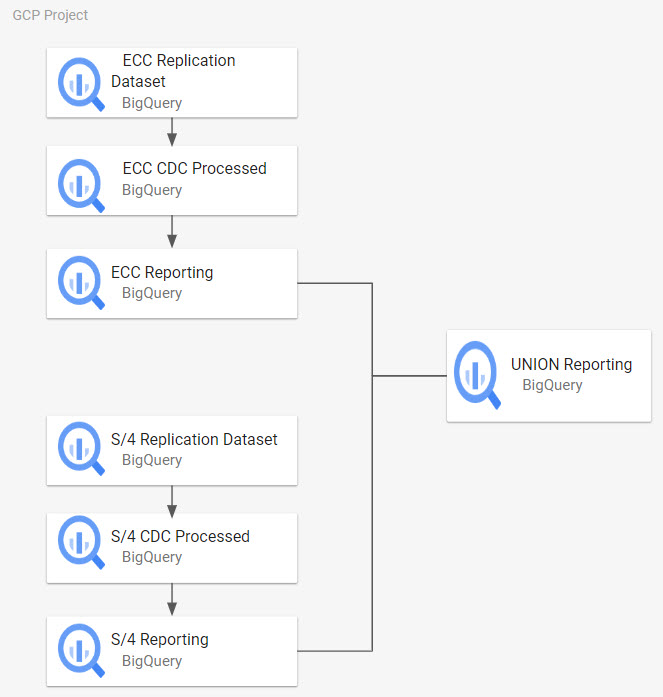 GCP Project
ECC Replication
Dataset
BigQuery
ECC CDC Processed
BigQuery
ECC Reporting
BigQuery
UNION Reporting
BigQuery
S/4 Replication Dataset
BigQuery
S/4 CDC Processed
BigQuery
S/4 Reporting
BigQuery